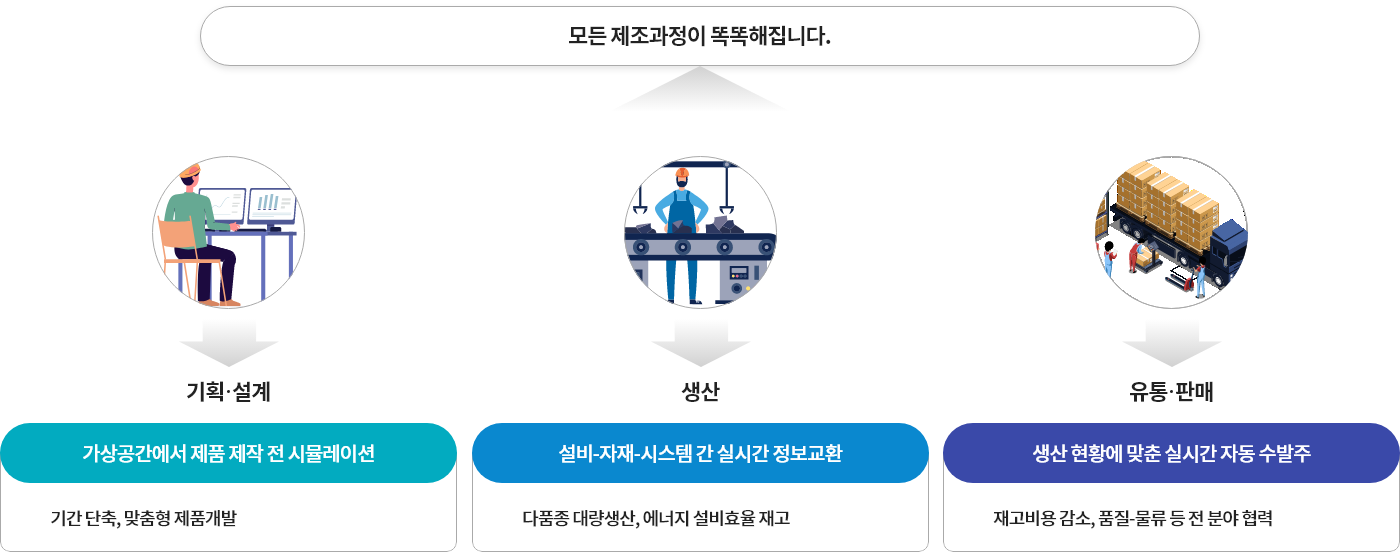 모든 제조과정이 똑똑해집니다.
기획·설계
생산
유통·판매
가상공간에서 제품 제작 전 시뮬레이션
설비-자재-시스템 간 실시간 정보교환
생산 현황에 맞춘 실시간 자동 수발주
기간 단축, 맞춤형 제품개발
다품종 대량생산, 에너지 설비효율 재고
재고비용 감소, 품질-물류 등 전 분야 협력